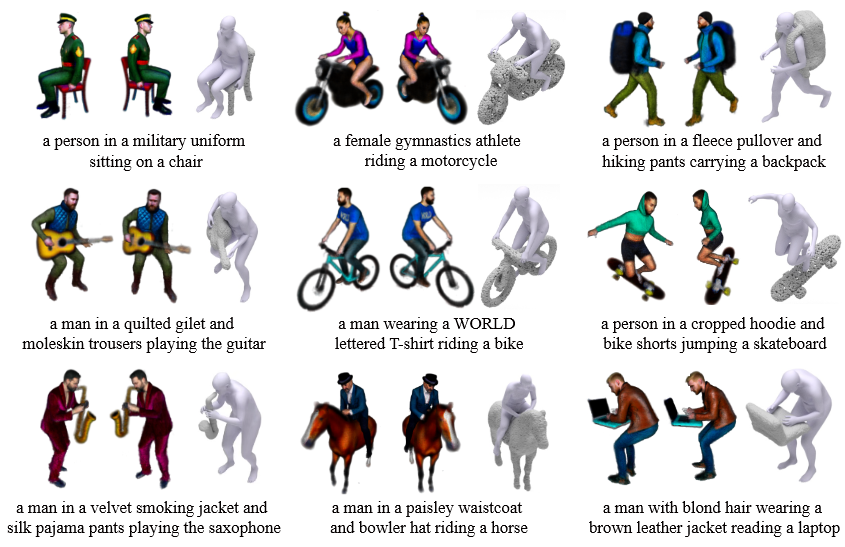 a person in a military uniform
sitting on a chair
a female gymnastics athlete
riding a motorcycle
a person in a fleece pullover and
hiking pants carrying a backpack
a man in a quilted gilet and
moleskin trousers playing the guitar
a man wearing a WORLD
lettered T-shirt riding a bike
a person in a cropped hoodie and
bike shorts jumping a skateboard
a man in a velvet smoking jacket and
silk pajama pants playing the saxophone
a man in a paisley waistcoat
and bowler hat riding a horse
a man with blond hair wearing a
brown leather jacket reading a laptop